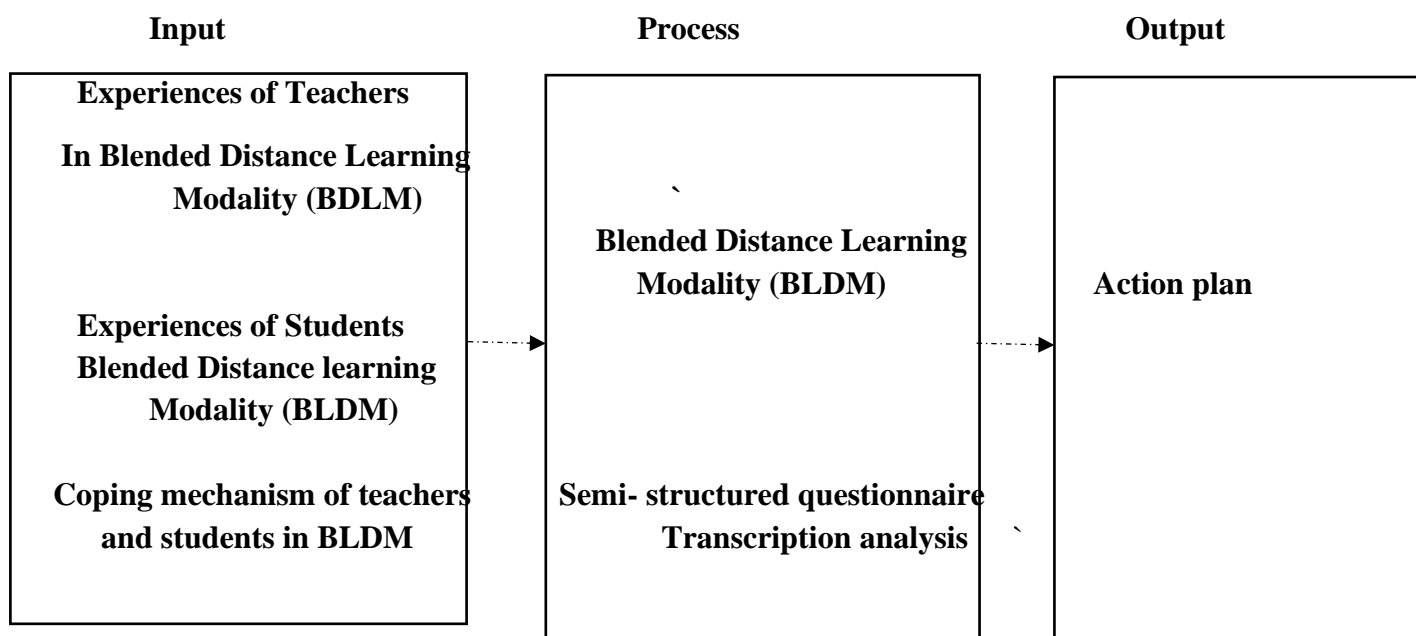 Input
Process
Output
Experiences of Teachers
In Blended Distance Learning
Modality (BDLM)
Experiences of Students
Blended Distance learning
Modality (BLDM)
Coping mechanism of teachers
and students in BLDM
`
Blended Distance Learning
Modality (BLDM)
Semi- structured questionnaire
Transcription analysis `
Action plan